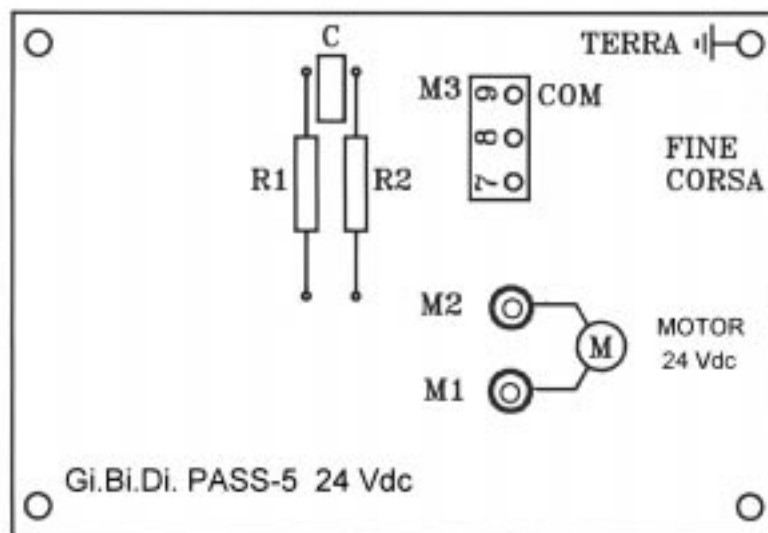 C
TERRA
M3 9 COM
8
7
FINE
CORSA
R1 R2
M2
M
MOTOR
24 Vdc
M1
Gi.Bi.Di. PASS-5 24 Vdc